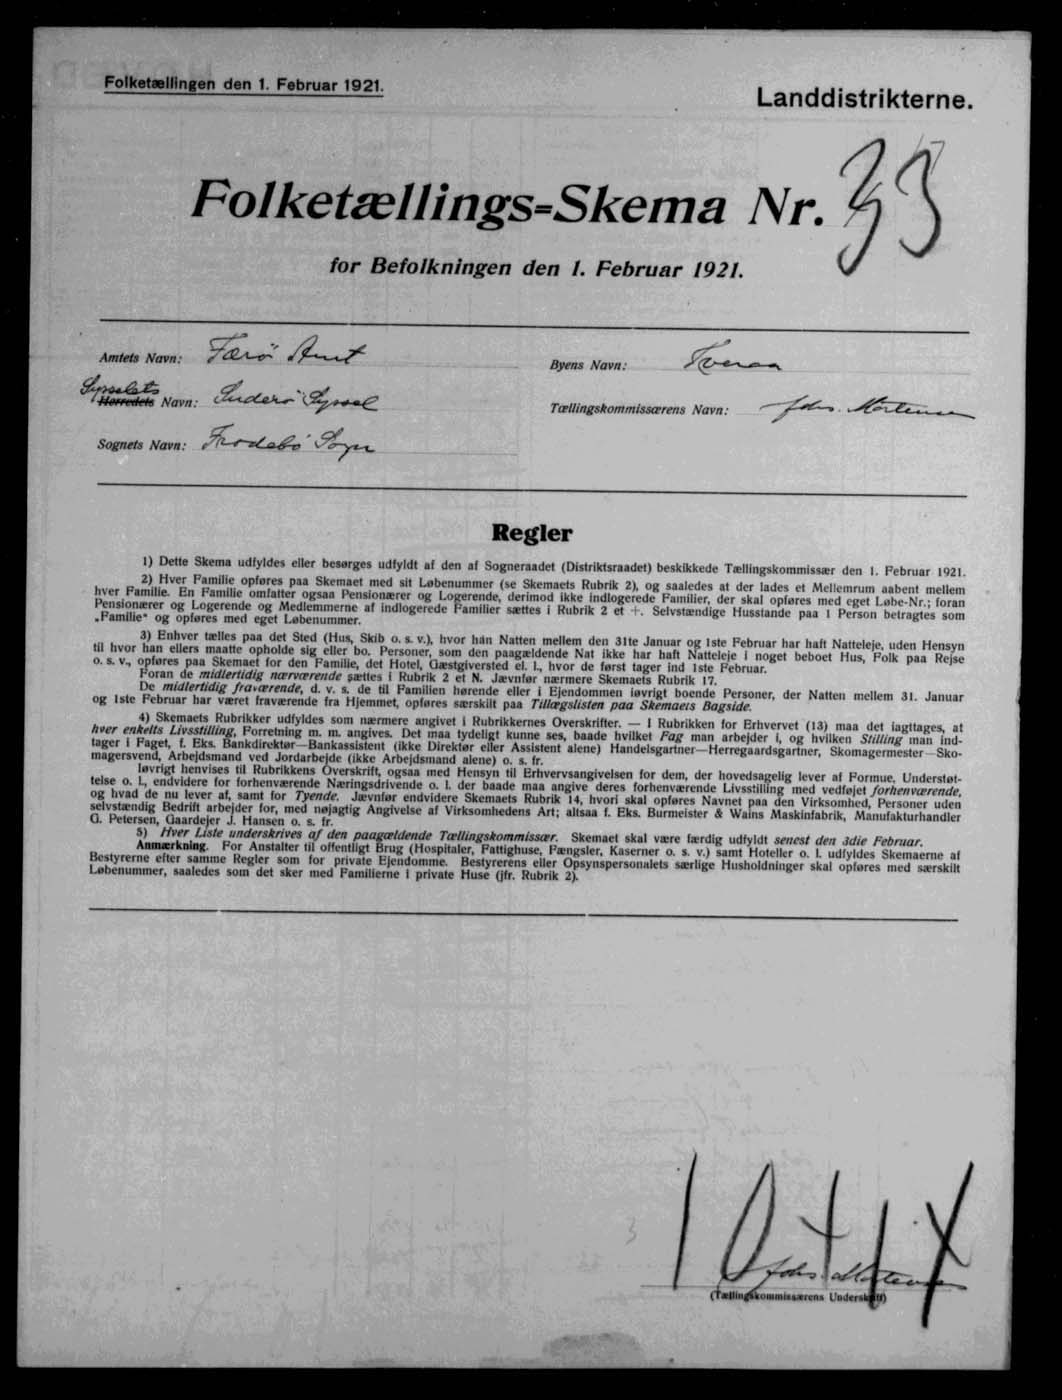 Folketællingen den 1. Februar 1921.
Landdistrikterne.
Folketællings=Skema Nr. 33
for Befolkningen den 1. Februar 1921.
Amtets Navn: Færö Amt
Byens Navn: Kveraa
Sysselets
Herredets Navn: Suderö Syssel
Tællingskommissærens Navn: Johs. Mortensen
Sognets Navn: Frodebö Sogn
Regler
1) Dette Skema udfyldes eller besørges udfyldt af den af Sogneraadet (Distriktsraadet) beskikkede Tællingskommissær den 1. Februar 1921.
2) Hver Familie opføres paa Skemaet med sit Løbenummer (se Skemaets Rubrik 2), og saaledes at der lades et Mellemrum aabent mellem
hver Familie. En Familie omfatter ogsaa Pensionærer og Logerende, derimod ikke indlogerede Familier, der skal opføres med eget Løbe-Nr.; foran
Pensionærer og Logerende og Medlemmerne af indlogerede Familier sættes i Rubrik 2 et +. Selvstændige Husstande paa 1 Person betragtes som
„Familie“ og opføres med eget Løbenummer.
3) Enhver tælles paa det Sted (Hus, Skib o. s. v.), hvor han Natten mellem den 31te Januar og 1ste Februar har haft Natteleje, uden Hensyn
til hvor han ellers maatte opholde sig eller bo. Personer, som den paagældende Nat ikke har haft Natteleje i noget beboet Hus, Folk paa Rejse
o. s. v., opføres paa Skemaet for den Familie, det Hotel, Gæstgiversted el. l., hvor de først tager ind 1ste Februar.
Foran de midlertidig nærværende sættes i Rubrik 2 et N. Jævnfør nærmere Skemaets Rubrik 17.
De midlertidig fraværende, d. v. s. de til Familien hørende eller i Ejendommen iøvrigt boende Personer, der Natten mellem 31. Januar
og 1ste Februar har været fraværende fra Hjemmet, opføres særskilt paa Tillægslisten paa Skemaets Bagside.
4) Skemaets Rubrikker udfyldes som nærmere angivet i Rubrikkernes Overskrifter. — I Rubrikken for Erhvervet (13) maa det iagttages, at
hver enkelts Livsstilling, Forretning m. m. angives. Det maa tydeligt kunne ses, baade hvilket Fag man arbejder i, og hvilken Stilling man ind-
tager i Faget, f. Eks. Bankdirektør—Bankassistent (ikke Direktør eller Assistent alene) Handelsgartner—Herregaardsgartner, Skomagermester—Sko-
magersvend, Arbejdsmand ved Jordarbejde (ikke Arbejdsmand alene) o. s. fr.
Iøvrigt henvises til Rubrikkens Overskrift, ogsaa med Hensyn til Erhvervsangivelsen for dem, der hovedsagelig lever af Formue, Understøt-
telse o. l., endvidere for forhenværende Næringsdrivende o. l. der baade maa angive deres forhenværende Livsstilling med vedføjet forhenværende,
og hvad de nu lever af, samt for Tyende. Jævnfør endvidere Skemaets Rubrik 14, hvori skal opføres Navnet paa den Virksomhed, Personer uden
selvstændig Bedrift arbejder for, med nøjagtig Angivelse af Virksomhedens Art; altsaa f. Eks. Burmeister & Wains Maskinfabrik, Manufakturhandler
G. Petersen, Gaardejer J. Hansen o. s. fr.
5) Hver Liste underskrives af den paagældende Tællingskommissær. Skemaet skal være færdig udfyldt senest den 3die Februar.
Anmærkning. For Anstalter til offentligt Brug (Hospitaler, Fattighuse, Fængsler, Kaserner o. s. v.) samt Hoteller o. l. udfyldes Skemaerne af
Bestyrerne efter samme Regler som for private Ejendomme. Bestyrerens eller Opsynspersonalets særlige Husholdninger skal opføres med særskilt
Løbenummer, saaledes som det sker med Familierne i private Huse (jfr. Rubrik 2).
Johs. Mortensen
(Tællingskommissærens Underskrift)